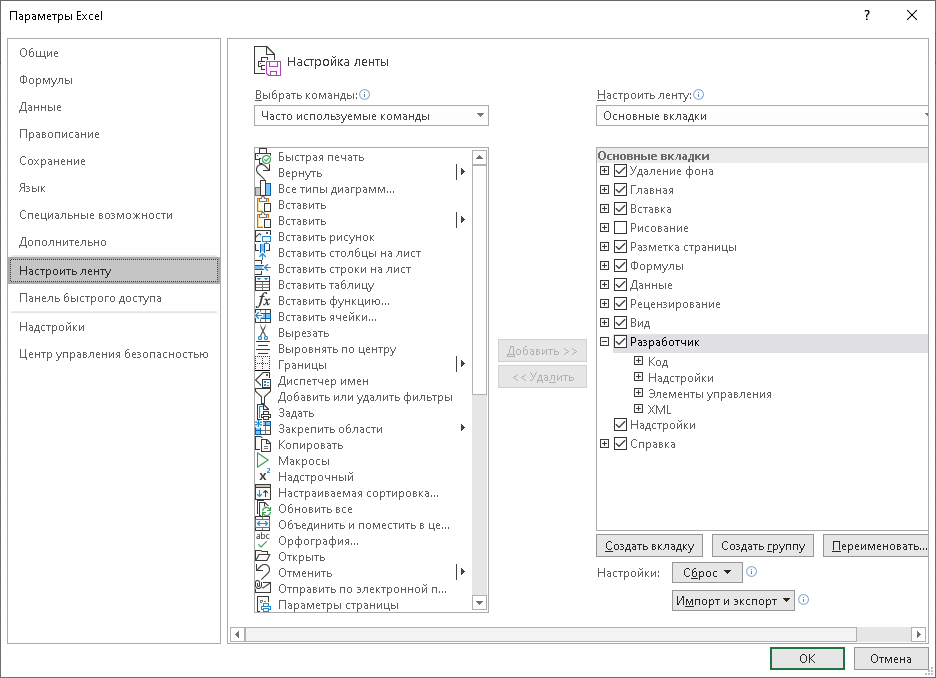 Параметры Excel
?
Общие
Формулы
Данные
Правописание
Сохранение
Язык
Специальные возможности
Дополнительно
Настроить ленту
Панель быстрого доступа
Надстройки
Центр управления безопасностью
Настройка ленты
Выбрать команды:
Часто используемые команды
Быстрая печать
Вернуть
Все типы диаграмм...
Вставить
Вставить
Вставить рисунок
Вставить столбцы на лист
Вставить строки на лист
Вставить таблицу
Вставить функцию...
Вставить ячейки...
Вырезать
Выровнять по центру
Границы
Диспетчер имен
Добавить или удалить фильтры
Задать
Закрепить области
Копировать
Макросы
Надстрочный
Настраиваемая сортировка...
Обновить все
Объединить и поместить в це...
Орфография...
Открыть
Отменить
Отправить по электронной п...
Параметры страницы
Добавить >>
<< Удалить
Настроить ленту:
Основные вкладки
Основные вкладки
Удаление фона
Главная
Вставка
Рисование
Разметка страницы
Формулы
Данные
Рецензирование
Вид
Разработчик
Код
Надстройки
Элементы управления
XML
Надстройки
Справка
Создать вкладку
Создать группу
Переименовать...
Настройки:
Сброс
Импорт и экспорт
OK
Отмена